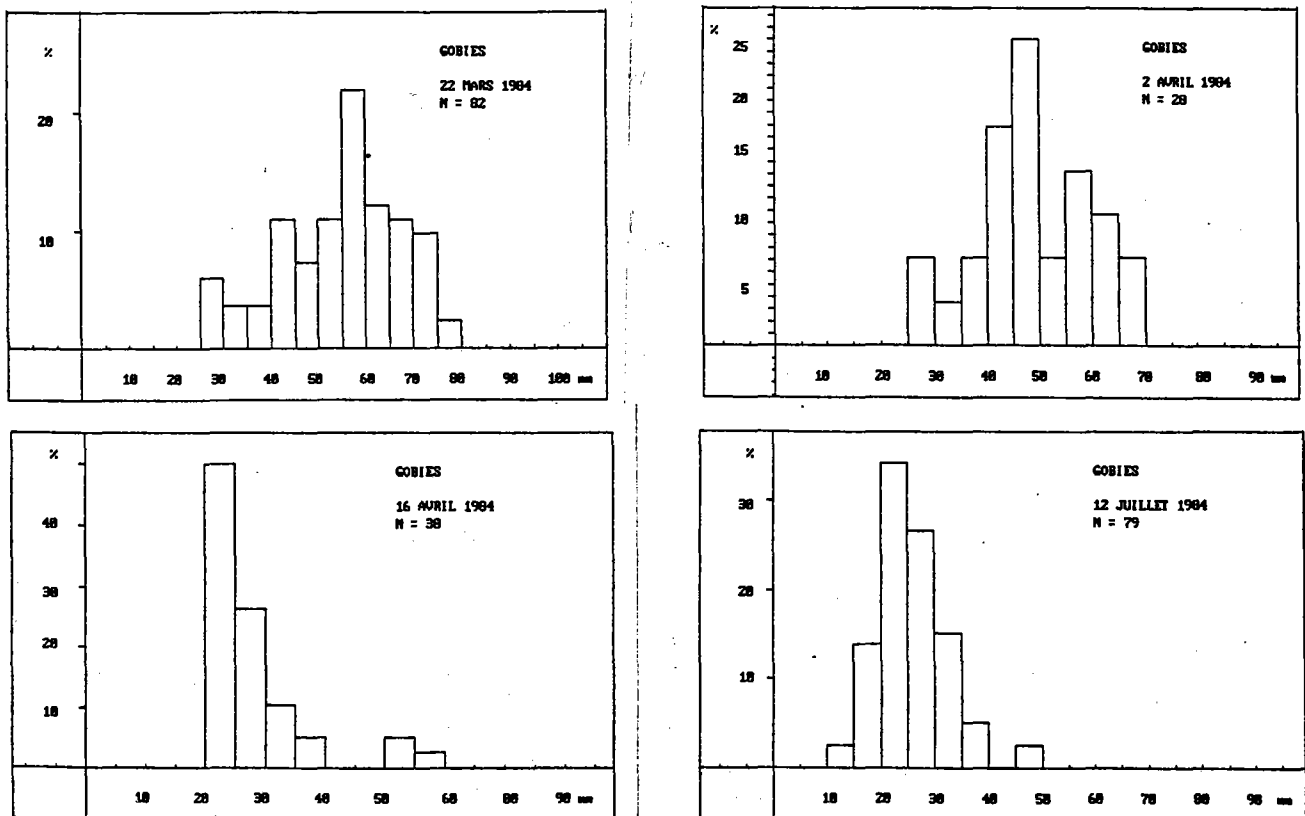 %
GOBIES
22 MARS 1984
N = 82
20
10
10 20 30 40 50 60 70 80 90 100 mm
%
25
GOBIES
2 AVRIL 1984
N = 28
20
15
10
5
10 20 30 40 50 60 70 80 90 mm
%
GOBIES
16 AVRIL 1984
N = 38
40
30
20
10
10 20 30 40 50 60 70 80 90 mm
%
GOBIES
12 JUILLET 1984
N = 79
30
20
10
10 20 30 40 50 60 70 80 90 mm